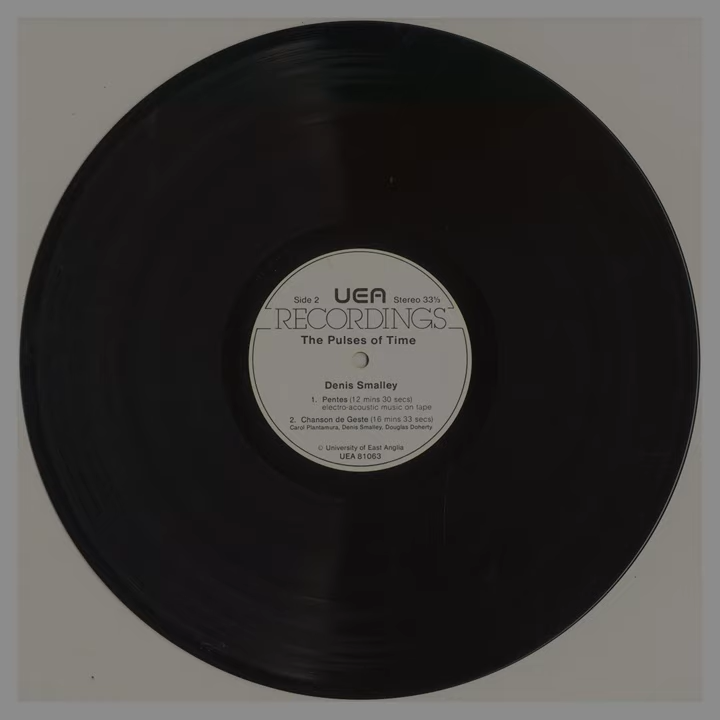 Side 2 UEA Stereo 33⅓
RECORDINGS
The Pulses of Time
Denis Smalley
1. Pentes (12 mins 30 secs)
electro-acoustic music on tape
2. Chanson de Geste (16 mins 33 secs)
Carol Plantamura, Denis Smalley, Douglas Doherty
© University of East Anglia
UEA 81063